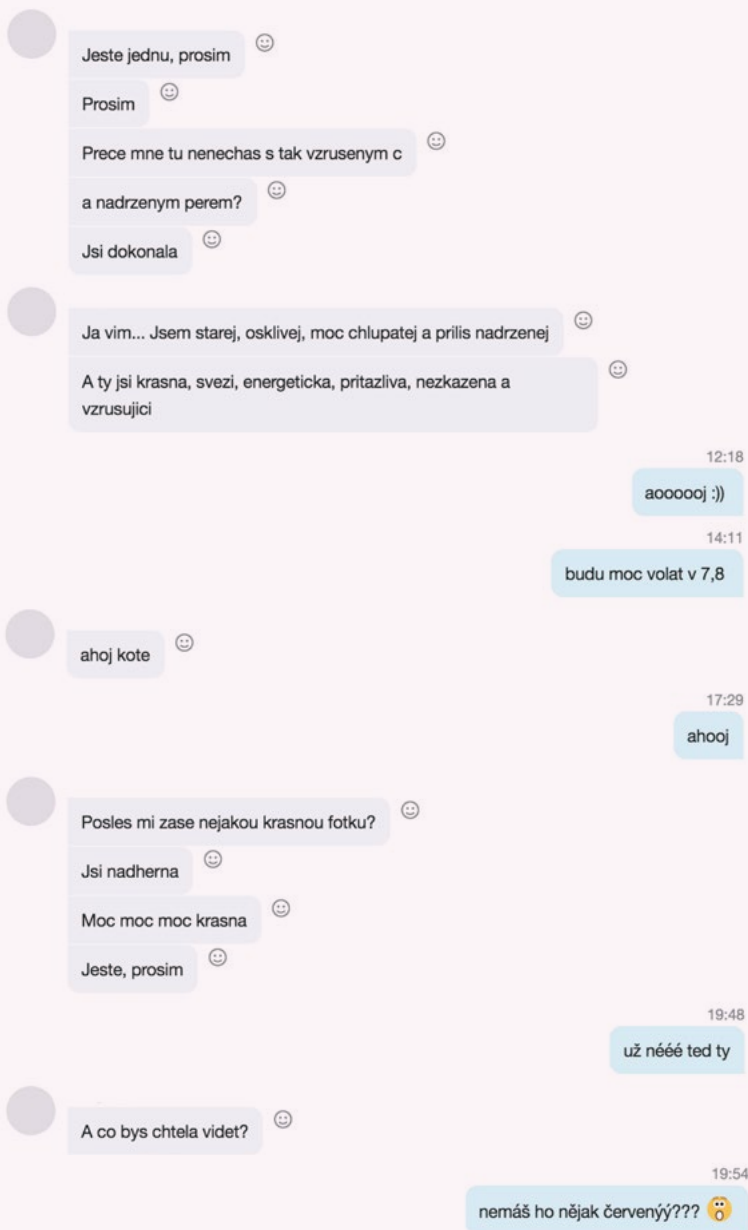 Jeste jednu, prosim
Prosim
Prece mne tu nenechas s tak vzrusenym c
a nadrzenym perem?
Jsi dokonala
Ja vim... Jsem starej, osklivej, moc chlupatej a prilis nadrzenej
A ty jsi krasna, svezi, energeticka, pritazliva, nezkazena a
vzrusujici
12:18
aoooooj :))
14:11
budu moc volat v 7,8
ahoj kote
17:29
ahooj
Posles mi zase nejakou krasnou fotku?
Jsi nadherna
Moc moc moc krasna
Jeste, prosim
19:48
už nééé ted ty
A co bys chtela videt?
19:54
nemáš ho nějak červenýý???